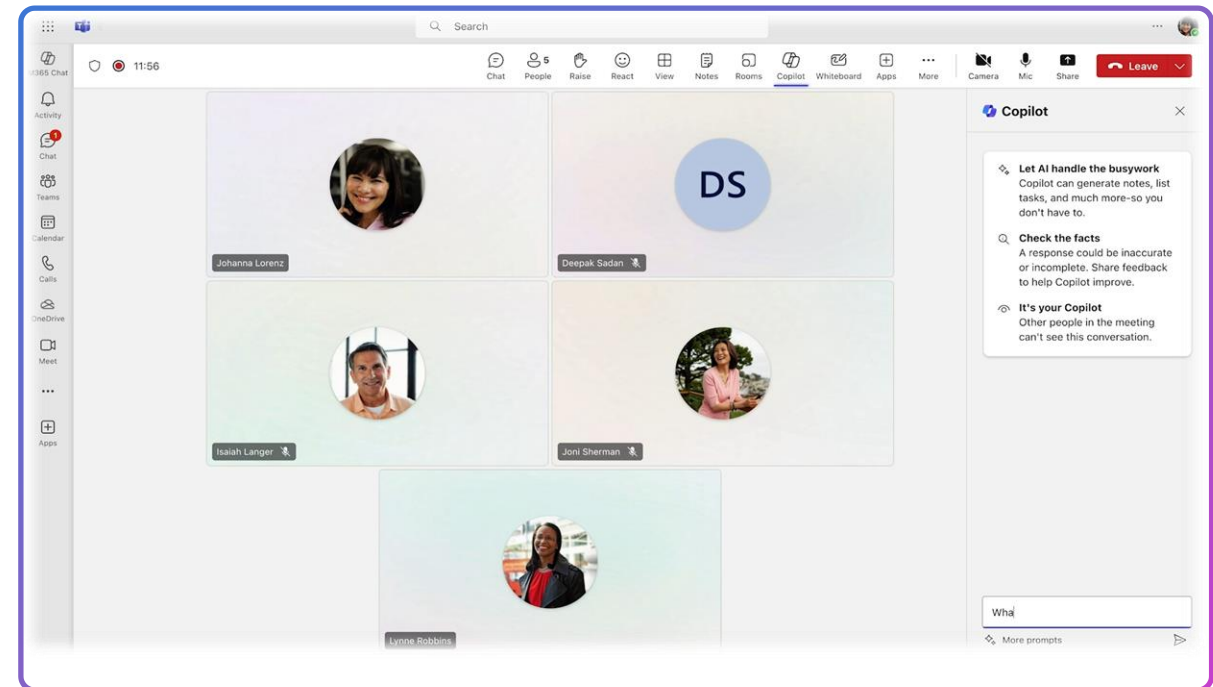 Search
M365 Chat
Activity
1
Chat
Teams
Calendar
Calls
OneDrive
Meet
Apps
11:56
Chat
5
People
Raise
React
View
Notes
Rooms
Copilot
Whiteboard
Apps
More
Camera
Mic
Share
Leave
Johanna Lorenz
DS
Deepak Sadan
Isaiah Langer
Joni Sherman
Lynne Robbins
Copilot
Let AI handle the busywork
Copilot can generate notes, list
tasks, and much more-so you
don't have to.
Check the facts
A response could be inaccurate
or incomplete. Share feedback
to help Copilot improve.
It's your Copilot
Other people in the meeting
can't see this conversation.
Wha
More prompts